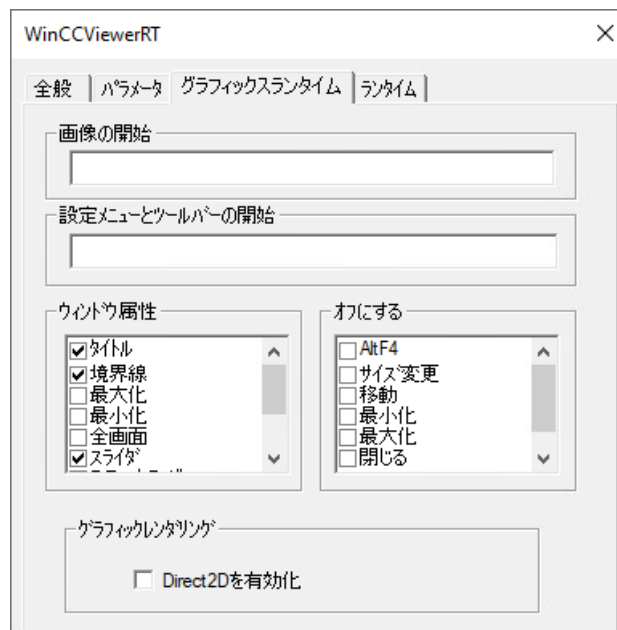 WinCCViewerRT
全般 パラメータ グラフィックスランタイム ランタイム
画像の開始
設定メニューとツールバーの開始
ウィンドウ属性
タイトル
境界線
最大化
最小化
全画面
スライダ
オフにする
AltF4
サイズ変更
移動
最小化
最大化
閉じる
グラフィックレンタリング
Direct2Dを有効化